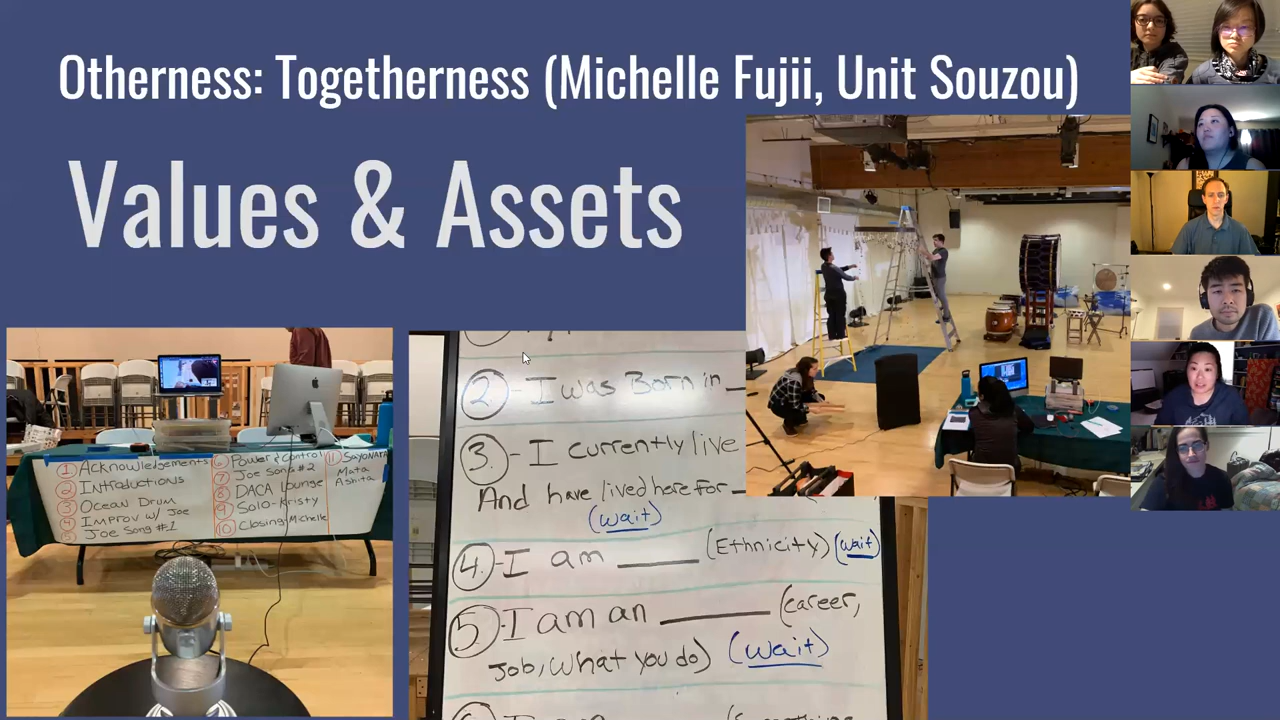 Otherness: Togetherness (Michelle Fujii, Unit Souzou)
Values & Assets
1 Acknowledgements
2 Introductions
3 Ocean Drum
4 Improv w/ Joe
5 Joe Song #1
6 Power & Control
7 Joe Song #2
8 DACA Lounge
9 Solo-Kristy
10 Closing-Michelle
11 Sayonara
Mata
Ashita
2. - I was Born in _
3. - I currently live
And have lived here for _
(wait)
4. - I am ____ (Ethnicity) (wait)
5. - I am an ____ (career,
Job, what you do) (wait)